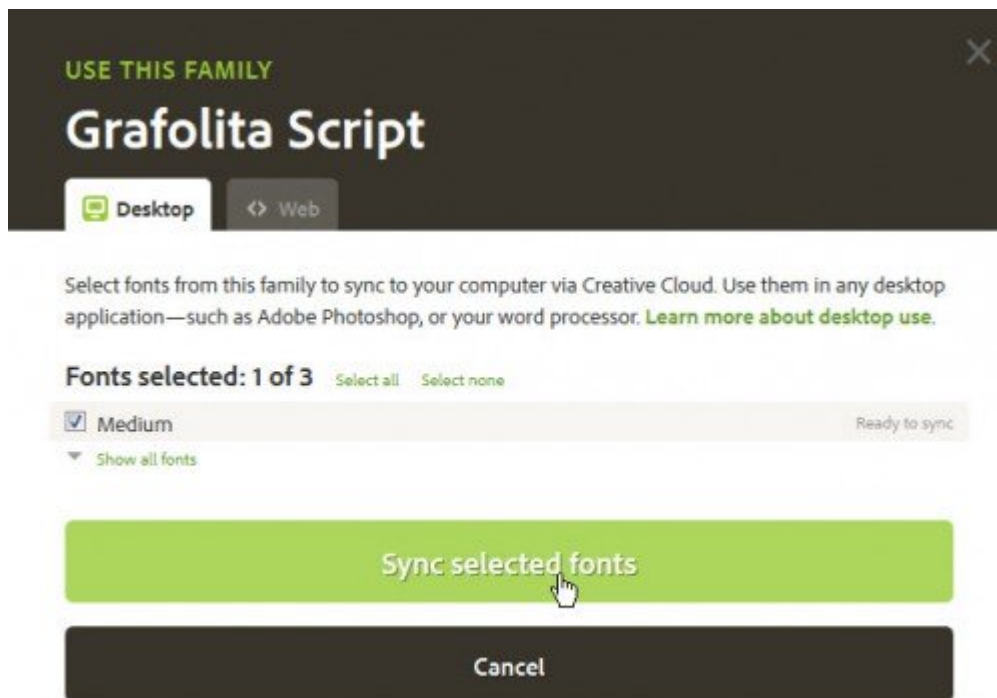 USE THIS FAMILY
Grafolita Script
Desktop
<> Web
Select fonts from this family to sync to your computer via Creative Cloud. Use them in any desktop
application—such as Adobe Photoshop, or your word processor. Learn more about desktop use.
Fonts selected: 1 of 3 Select all Select none
Medium Ready to sync
Show all fonts
Sync selected fonts
Cancel